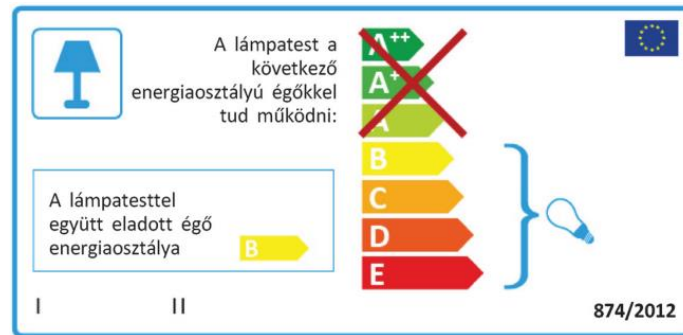 A lámpatest a
következő
energiaosztályú égőkkel
tud működni:
A++
A+
A
B
C
D
E
A lámpatesttel
együtt eladott égő
energiaosztálya
B
I
II
874/2012